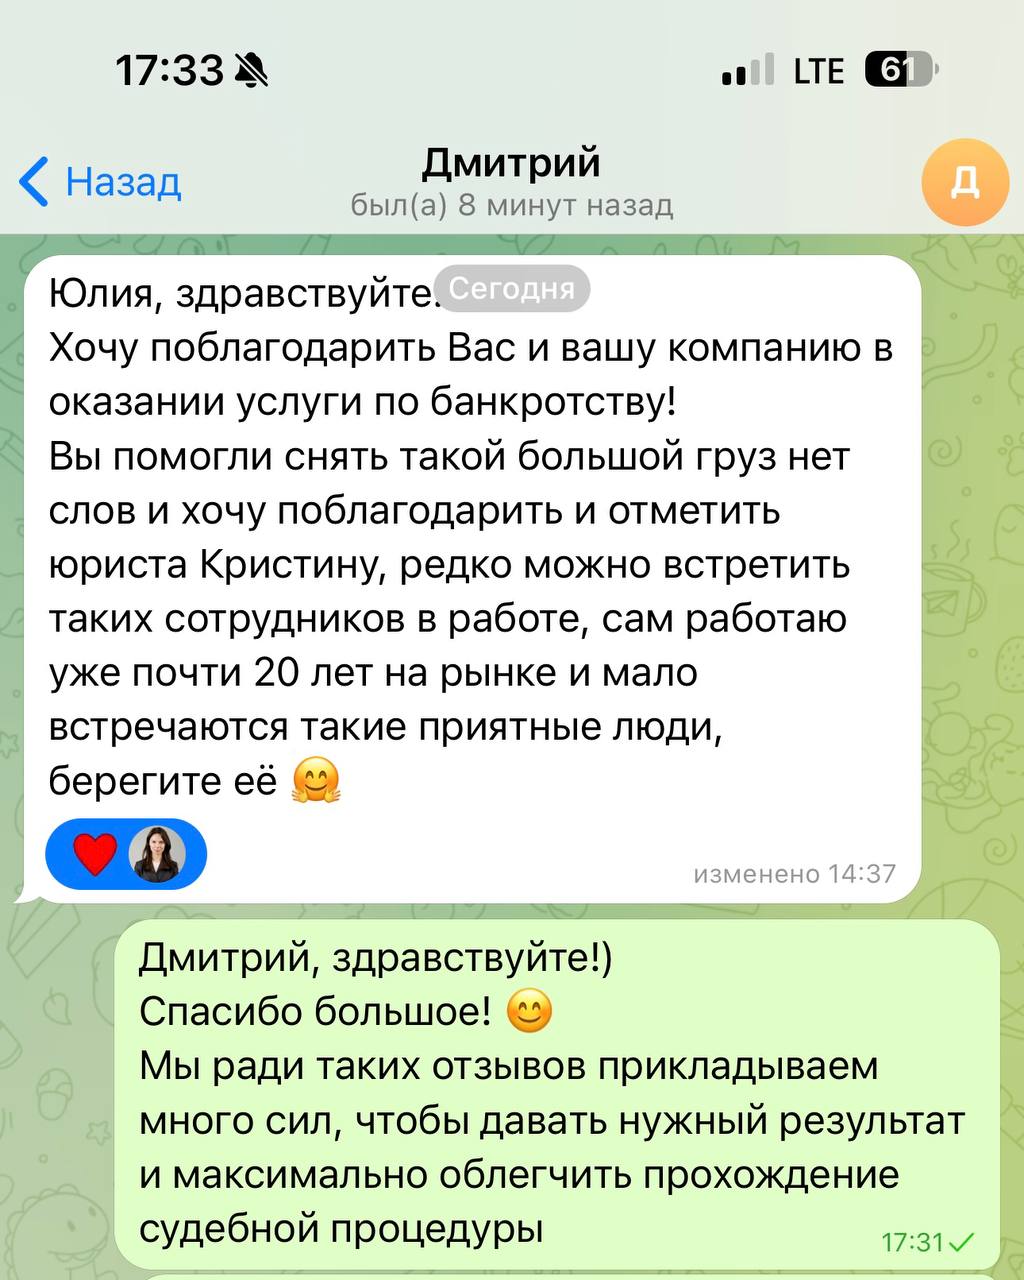 17:33
LTE
61
Назад
Дмитрий
был(а) 8 минут назад
Д
Юлия, здравствуйте.
Сегодня
Хочу поблагодарить Вас и вашу компанию в
оказании услуги по банкротству!
Вы помогли снять такой большой груз нет
слов и хочу поблагодарить и отметить
юриста Кристину, редко можно встретить
таких сотрудников в работе, сам работаю
уже почти 20 лет на рынке и мало
встречаются такие приятные люди,
берегите её 🤗
❤️
изменено 14:37
Дмитрий, здравствуйте!)
Спасибо большое! 😊
Мы ради таких отзывов прикладываем
много сил, чтобы давать нужный результат
и максимально облегчить прохождение
судебной процедуры
17:31